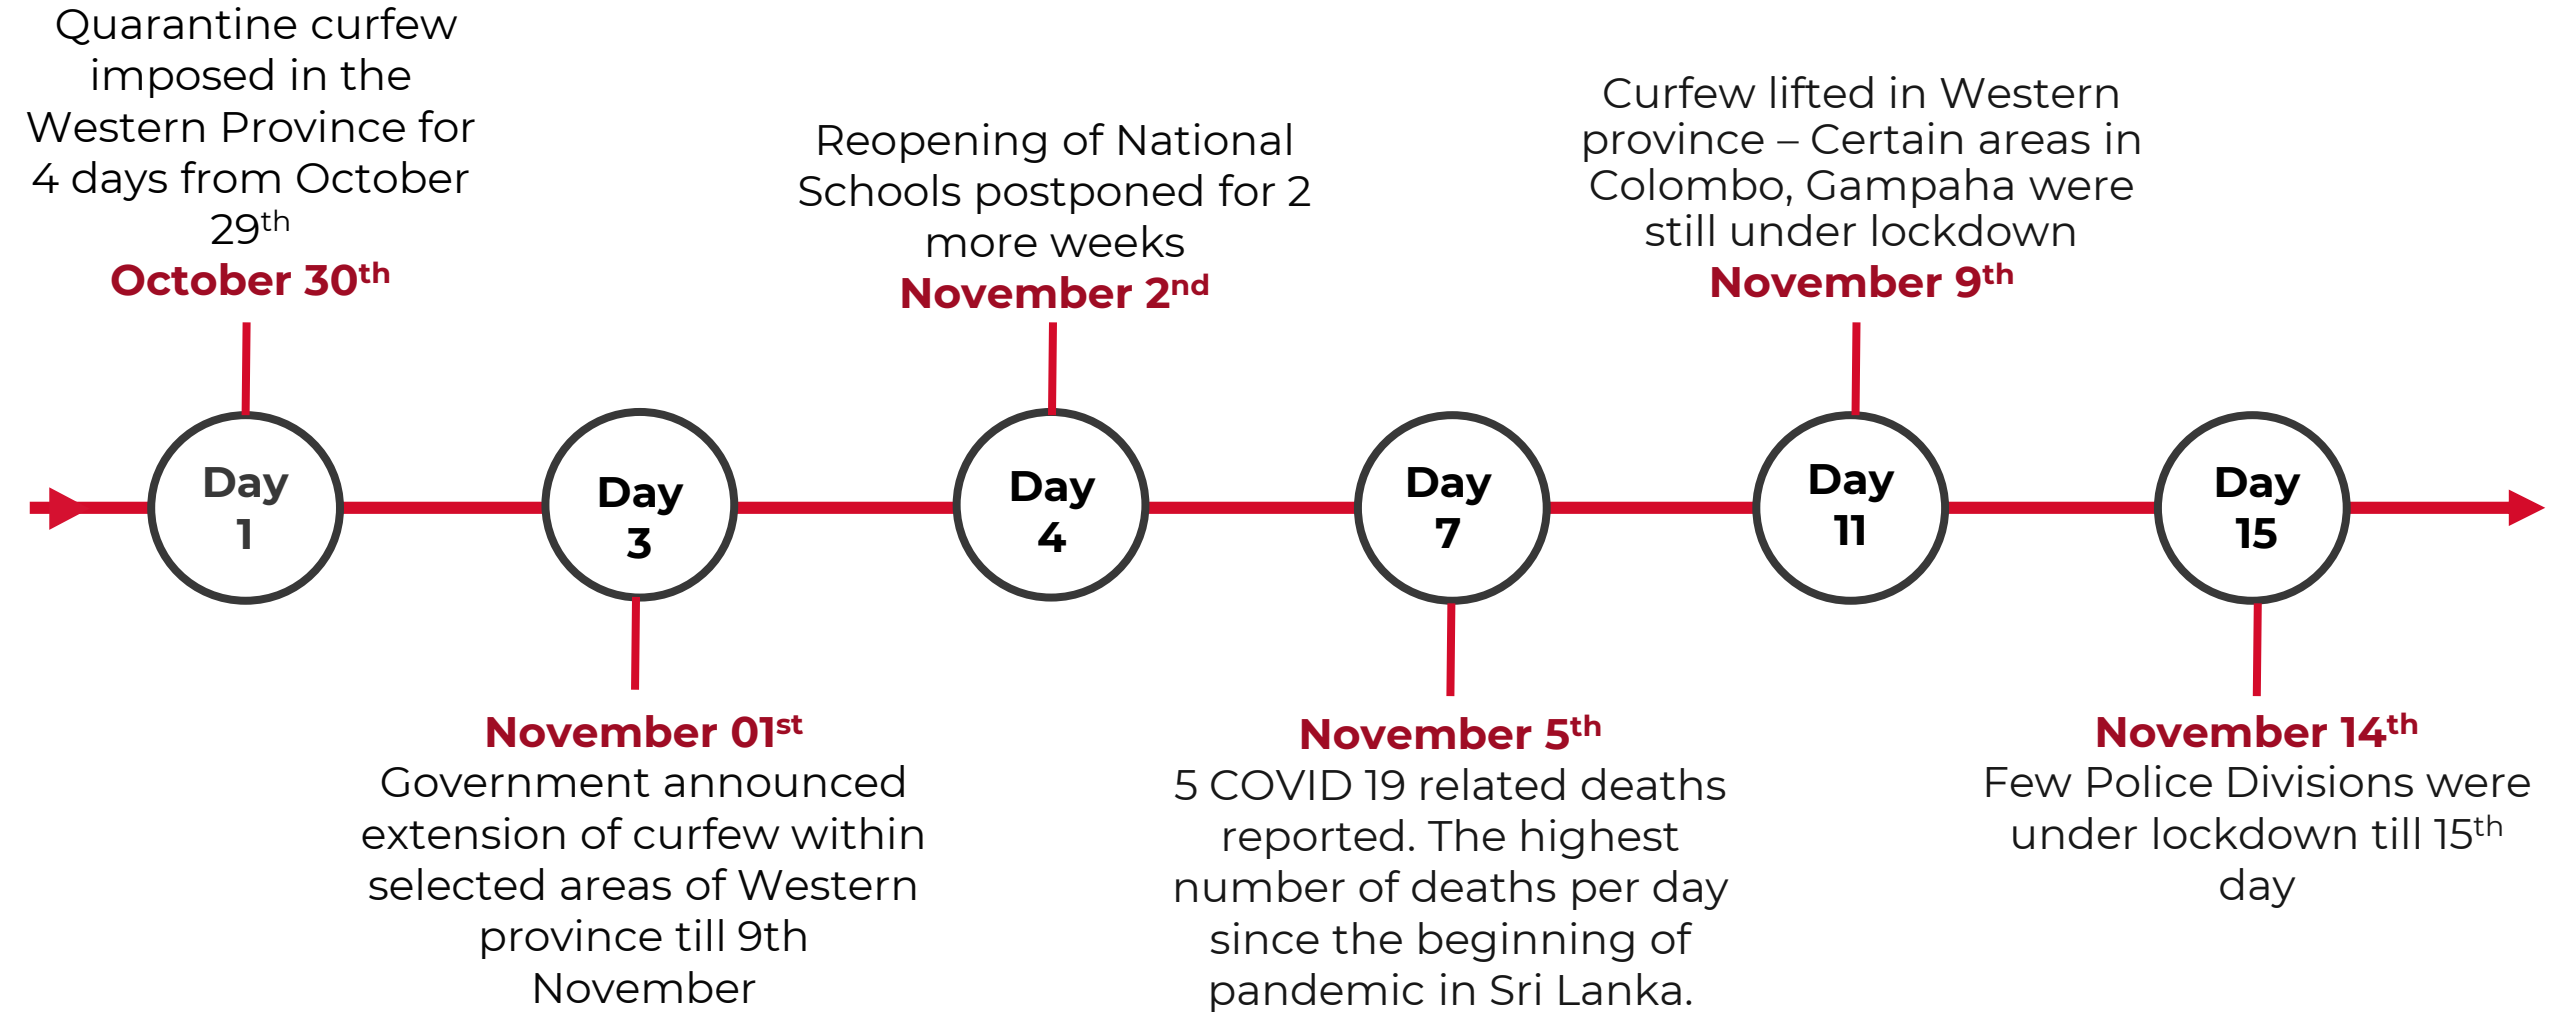 Quarantine curfew
imposed in the
Western Province for
4 days from October
29th
October 30th
Day
1
Day
3
November 01st
Government announced
extension of curfew within
selected areas of Western
province till 9th
November
Reopening of National
Schools postponed for 2
more weeks
November 2nd
Day
4
Day
7
November 5th
5 COVID 19 related deaths
reported. The highest
number of deaths per day
since the beginning of
pandemic in Sri Lanka.
Curfew lifted in Western
province – Certain areas in
Colombo, Gampaha were
still under lockdown
November 9th
Day
11
Day
15
November 14th
Few Police Divisions were
under lockdown till 15th
day